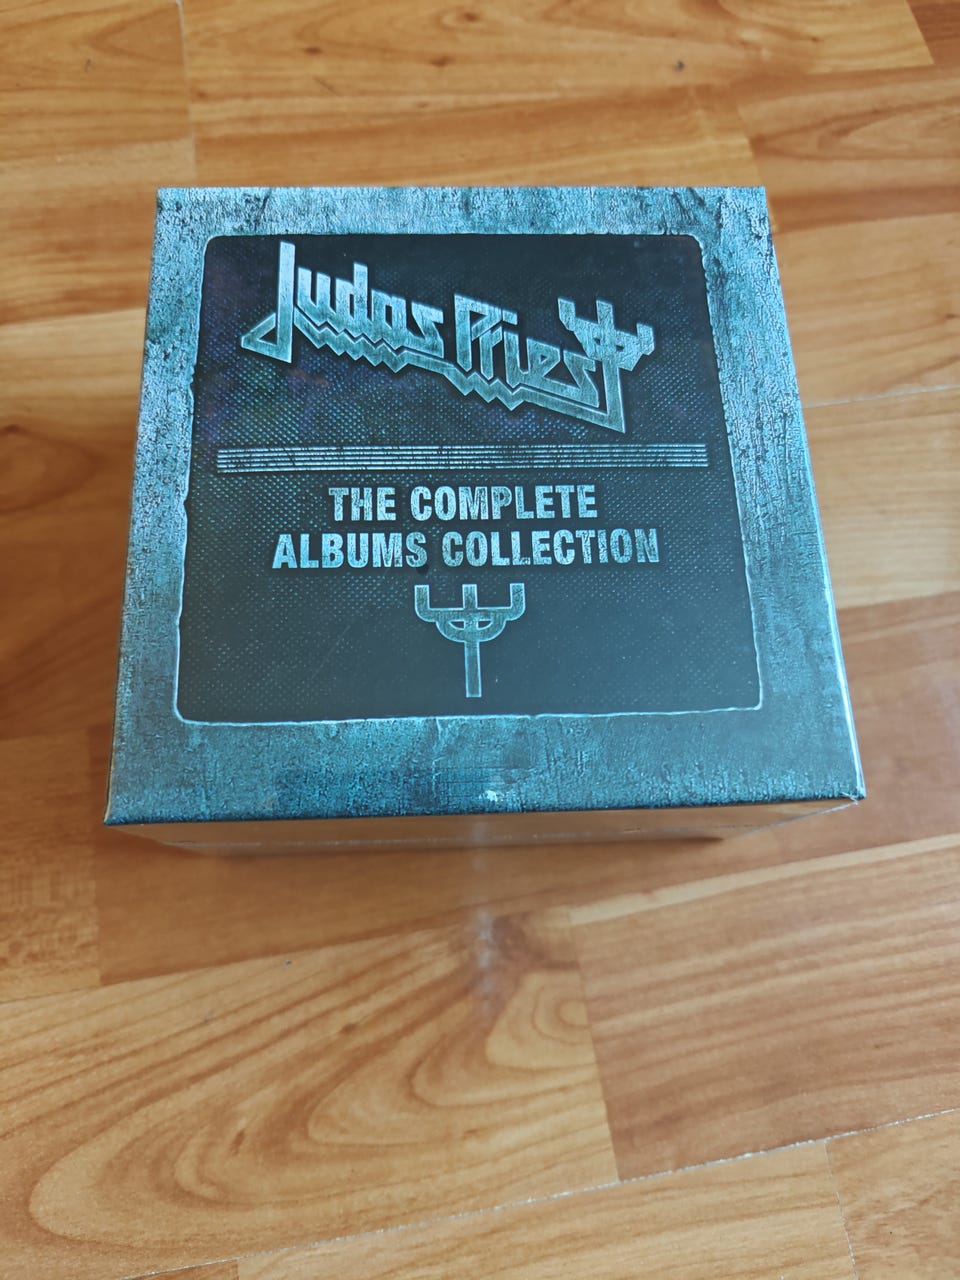 Judas Priest
THE COMPLETE
ALBUMS COLLECTION